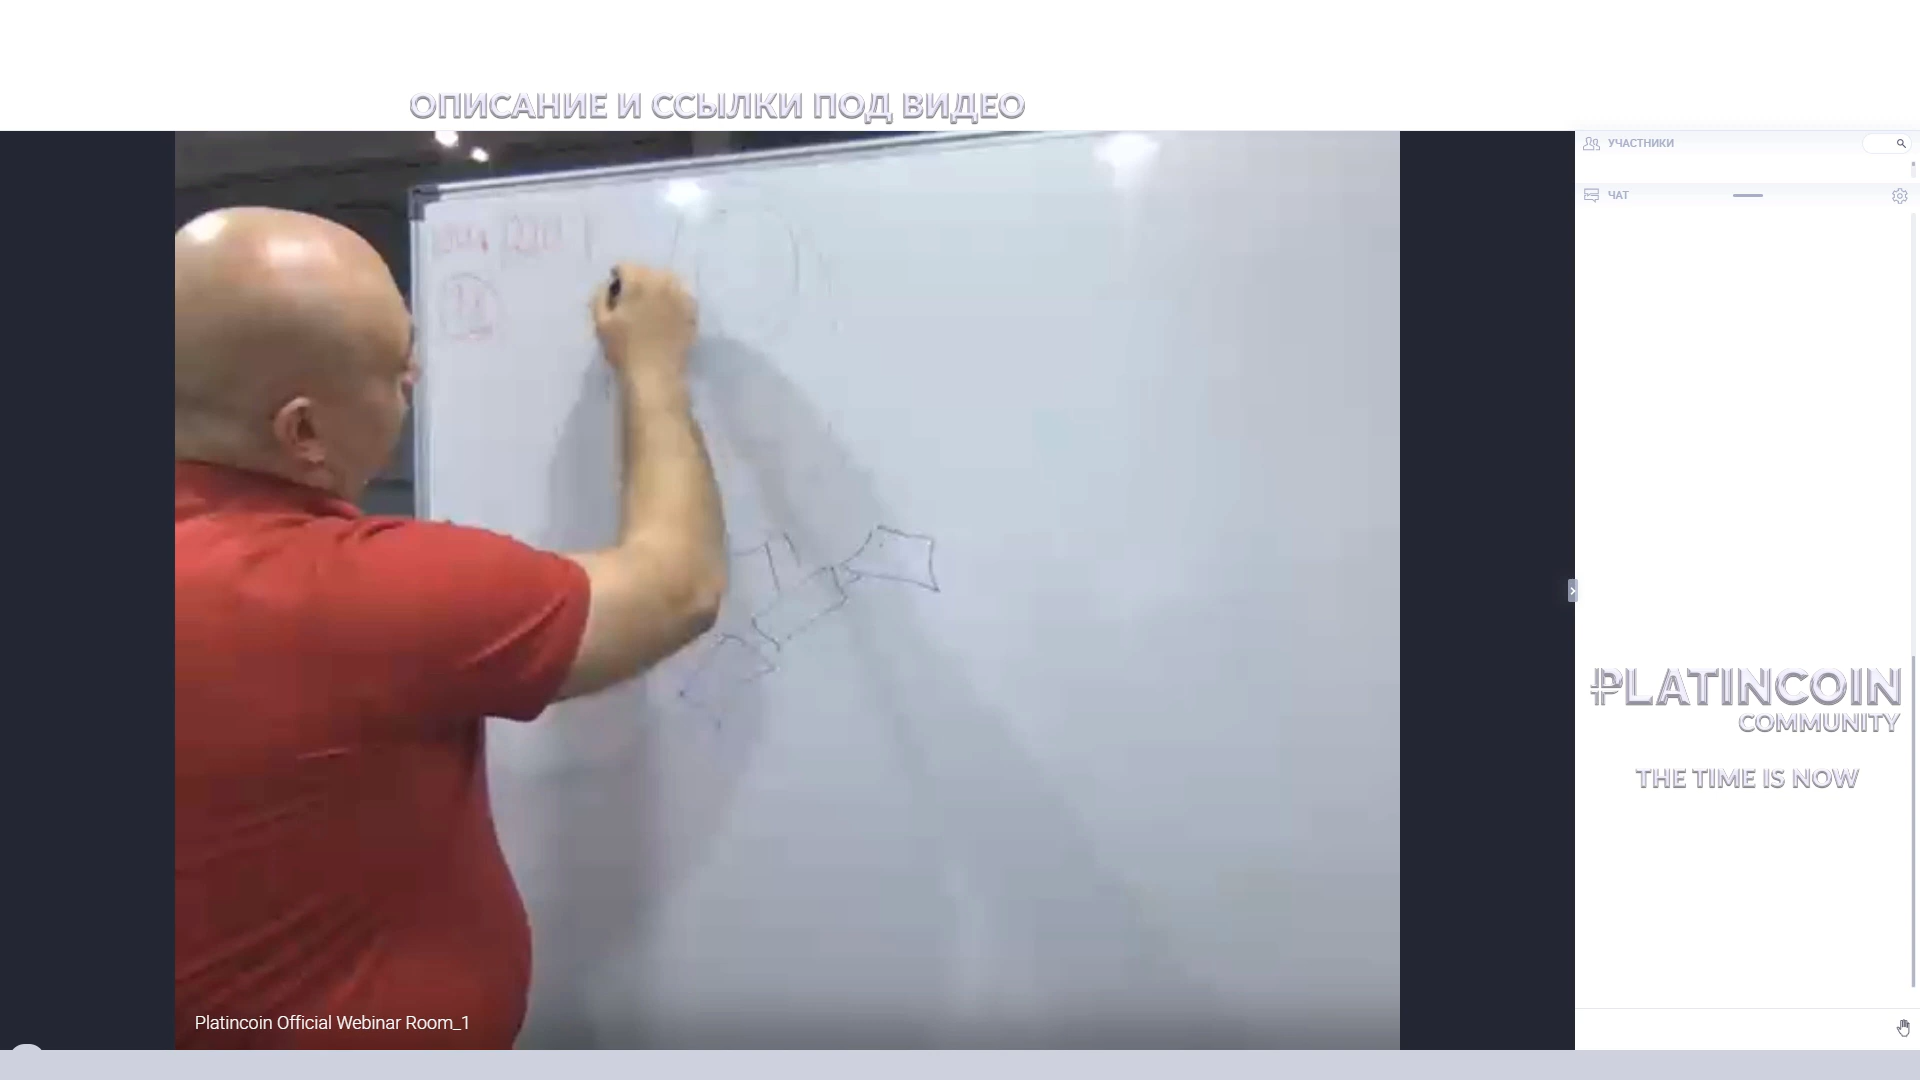 ОПИСАНИЕ И ССЫЛКИ ПОД ВИДЕО
УЧАСТНИКИ
ЧАТ
PLATINCOIN
COMMUNITY
THE TIME IS NOW
Platincoin Official Webinar Room_1